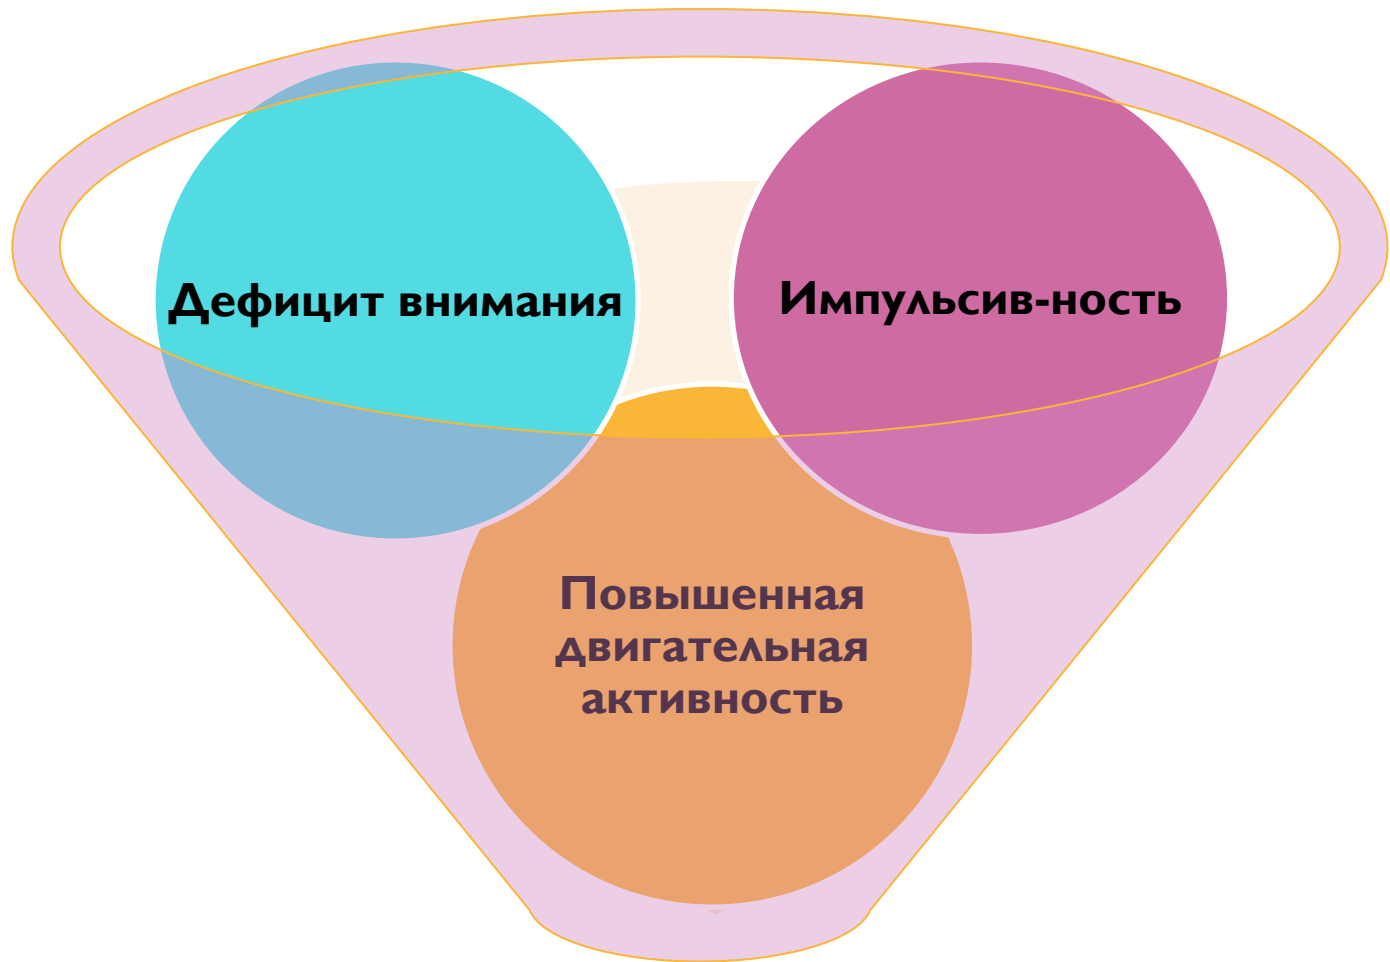 Дефицит внимания
Импульсив-ность
Повышенная
двигательная
активность